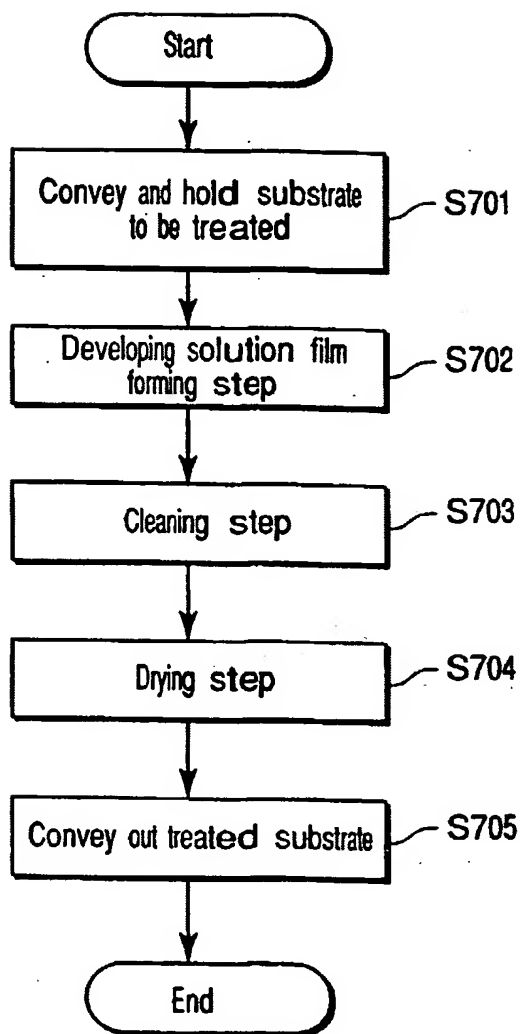 Start
Convey and hold substrate
to be treated
S701
Developing solution film
forming step
S702
Cleaning step
S703
Drying step
S704
Convey out treated substrate
S705
End